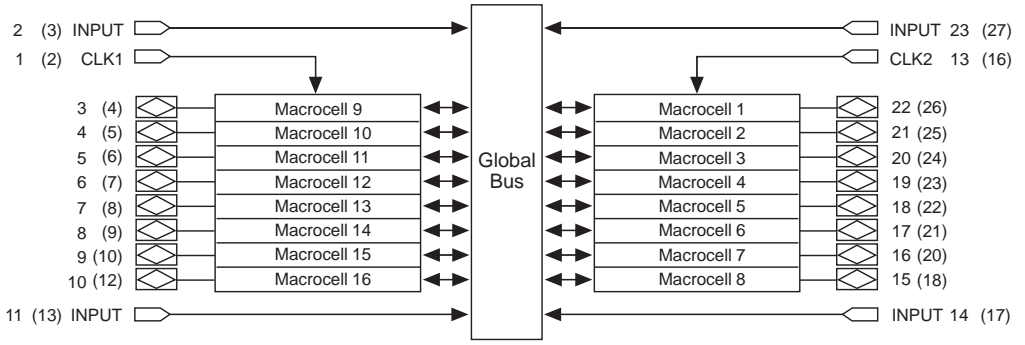 2 (3) INPUT
INPUT 23 (27)
1 (2) CLK1
CLK2 13 (16)
3 (4) Macrocell 9 Macrocell 1 22 (26)
4 (5) Macrocell 10 Macrocell 2 21 (25)
5 (6) Macrocell 11 Macrocell 3 20 (24)
6 (7) Macrocell 12 Macrocell 4 19 (23)
7 (8) Macrocell 13 Macrocell 5 18 (22)
8 (9) Macrocell 14 Macrocell 6 17 (21)
9 (10) Macrocell 15 Macrocell 7 16 (20)
10 (12) Macrocell 16 Macrocell 8 15 (18)
Global
Bus
11 (13) INPUT
INPUT 14 (17)